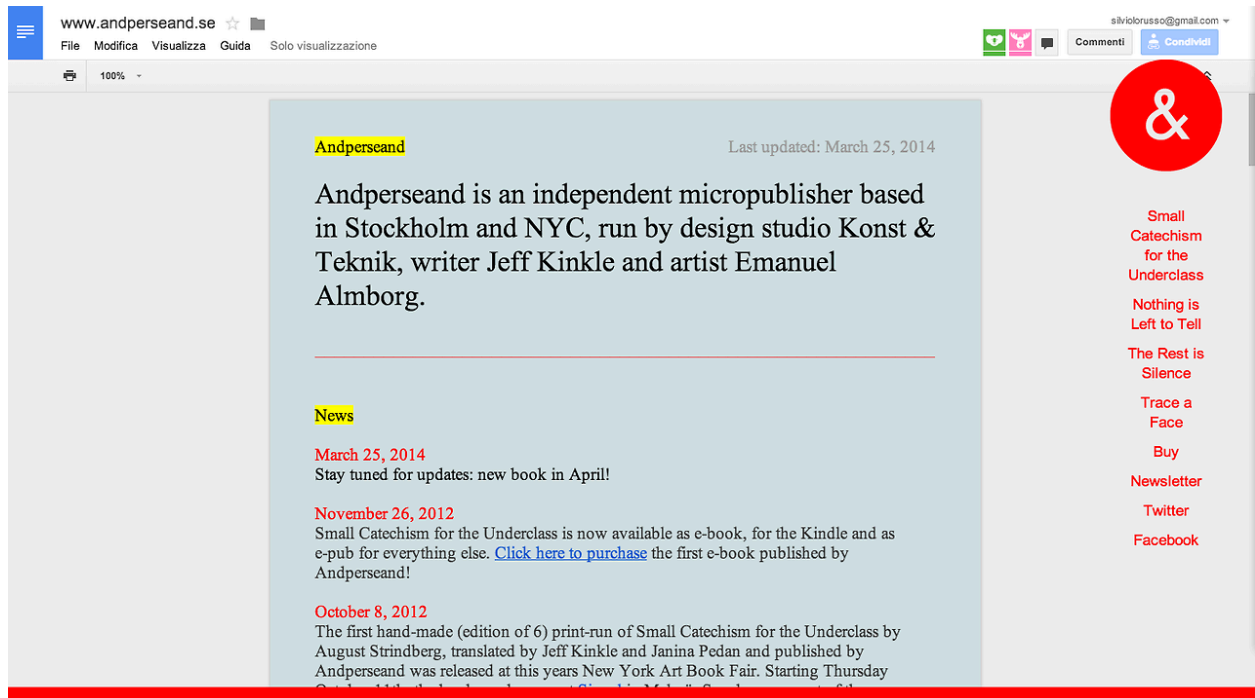 www.andperseand.se
silviolorusso@gmail.com
File Modifica Visualizza Guida Solo visualizzazione
Commenti
Condividi
100%
&
Andperseand
Last updated: March 25, 2014
Andperseand is an independent micropublisher based
in Stockholm and NYC, run by design studio Konst &
Teknik, writer Jeff Kinkle and artist Emanuel
Almborg.
News
March 25, 2014
Stay tuned for updates: new book in April!
November 26, 2012
Small Catechism for the Underclass is now available as e-book, for the Kindle and as
e-pub for everything else. Click here to purchase the first e-book published by
Andperseand!
October 8, 2012
The first hand-made (edition of 6) print-run of Small Catechism for the Underclass by
August Strindberg, translated by Jeff Kinkle and Janina Pedan and published by
Andperseand was released at this years New York Art Book Fair. Starting Thursday
Small
Catechism
for the
Underclass
Nothing is
Left to Tell
The Rest is
Silence
Trace a
Face
Buy
Newsletter
Twitter
Facebook